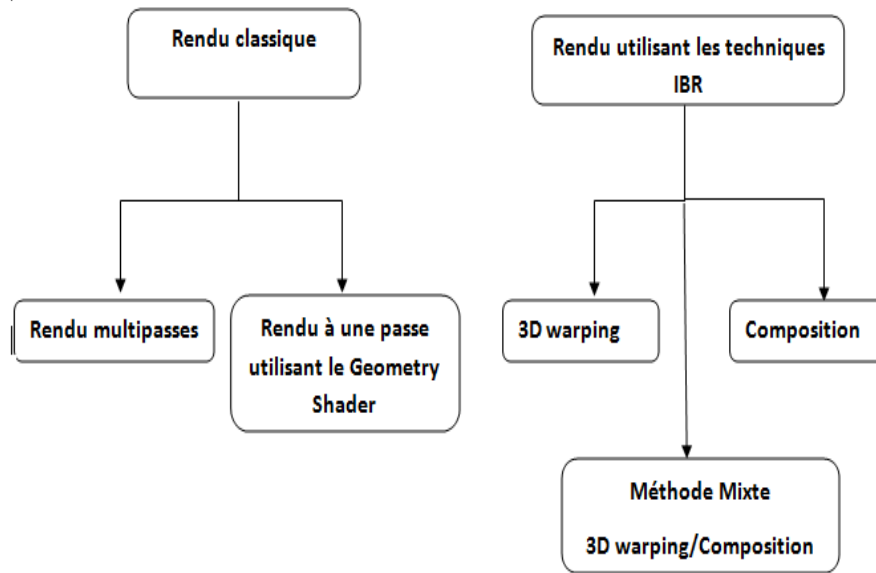 Rendu classique
Rendu utilisant les techniques
IBR
Rendu multipasses
Rendu à une passe
utilisant le Geometry
Shader
3D warping
Composition
Méthode Mixte
3D warping/Composition